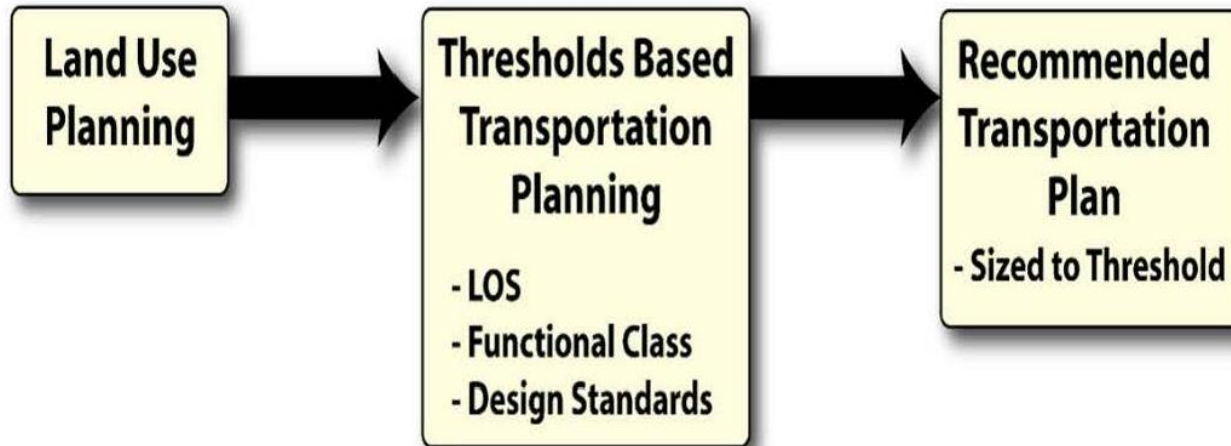 Land Use
Planning
Thresholds Based
Transportation
Planning
- LOS
- Functional Class
- Design Standards
Recommended
Transportation
Plan
- Sized to Threshold